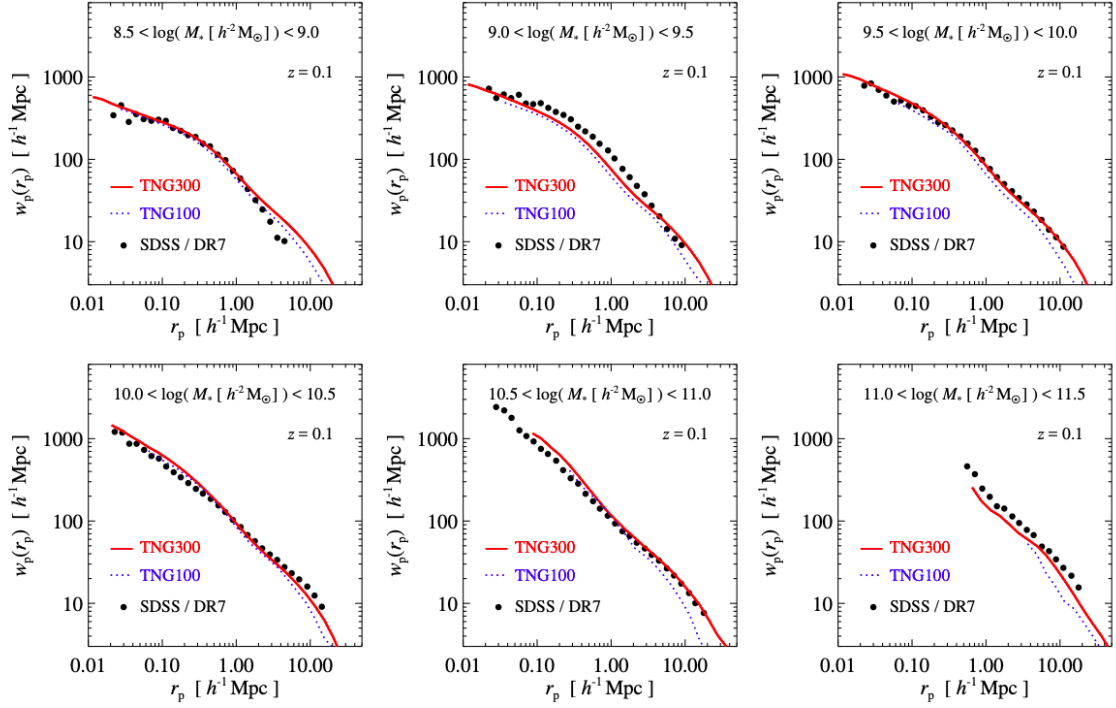 8.5 < log( M* [ h⁻² M⊙ ] ) < 9.0
z = 0.1
1000
100
10
wp(rp) [ h⁻¹ Mpc ]
TNG300
TNG100
SDSS / DR7
0.01 0.10 1.00 10.00
rp [ h⁻¹ Mpc ]
9.0 < log( M* [ h⁻² M⊙ ] ) < 9.5
z = 0.1
1000
100
10
wp(rp) [ h⁻¹ Mpc ]
TNG300
TNG100
SDSS / DR7
0.01 0.10 1.00 10.00
rp [ h⁻¹ Mpc ]
9.5 < log( M* [ h⁻² M⊙ ] ) < 10.0
z = 0.1
1000
100
10
wp(rp) [ h⁻¹ Mpc ]
TNG300
TNG100
SDSS / DR7
0.01 0.10 1.00 10.00
rp [ h⁻¹ Mpc ]
10.0 < log( M* [ h⁻² M⊙ ] ) < 10.5
z = 0.1
1000
100
10
wp(rp) [ h⁻¹ Mpc ]
TNG300
TNG100
SDSS / DR7
0.01 0.10 1.00 10.00
rp [ h⁻¹ Mpc ]
10.5 < log( M* [ h⁻² M⊙ ] ) < 11.0
z = 0.1
1000
100
10
wp(rp) [ h⁻¹ Mpc ]
TNG300
TNG100
SDSS / DR7
0.01 0.10 1.00 10.00
rp [ h⁻¹ Mpc ]
11.0 < log( M* [ h⁻² M⊙ ] ) < 11.5
z = 0.1
1000
100
10
wp(rp) [ h⁻¹ Mpc ]
TNG300
TNG100
SDSS / DR7
0.01 0.10 1.00 10.00
rp [ h⁻¹ Mpc ]